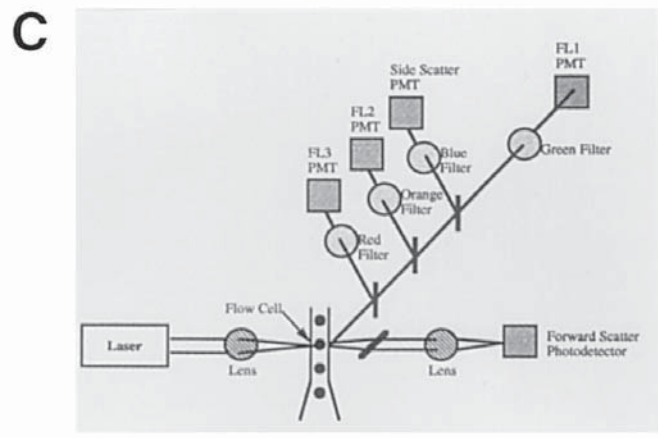 C
FL1
PMT
Side Scatter
PMT
FL2
PMT
FL3
PMT
Green Filter
Blue
Filter
Orange
Filter
Red
Filter
Flow Cell
Laser
Lens
Lens
Forward Scatter
Photodetector